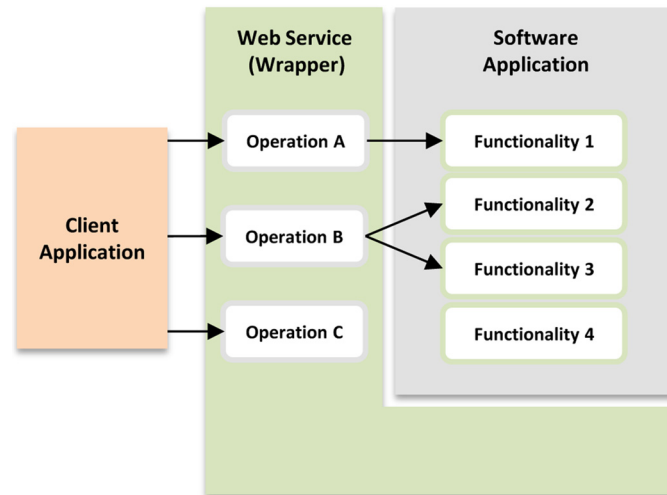 Web Service
(Wrapper)
Software
Application
Client
Application
Operation A
Functionality 1
Operation B
Functionality 2
Functionality 3
Operation C
Functionality 4